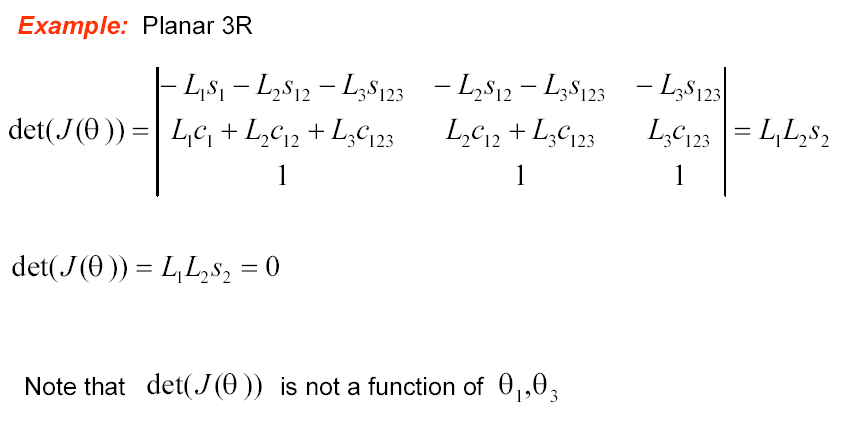 Example: Planar 3R
det(J(θ)) = | −L₁s₁ − L₂s₁₂ − L₃s₁₂₃   −L₂s₁₂ − L₃s₁₂₃   −L₃s₁₂₃ |
| L₁c₁ + L₂c₁₂ + L₃c₁₂₃   L₂c₁₂ + L₃c₁₂₃   L₃c₁₂₃ | = L₁L₂s₂
| 1   1   1 |
det(J(θ)) = L₁L₂s₂ = 0
Note that det(J(θ)) is not a function of θ₁,θ₃